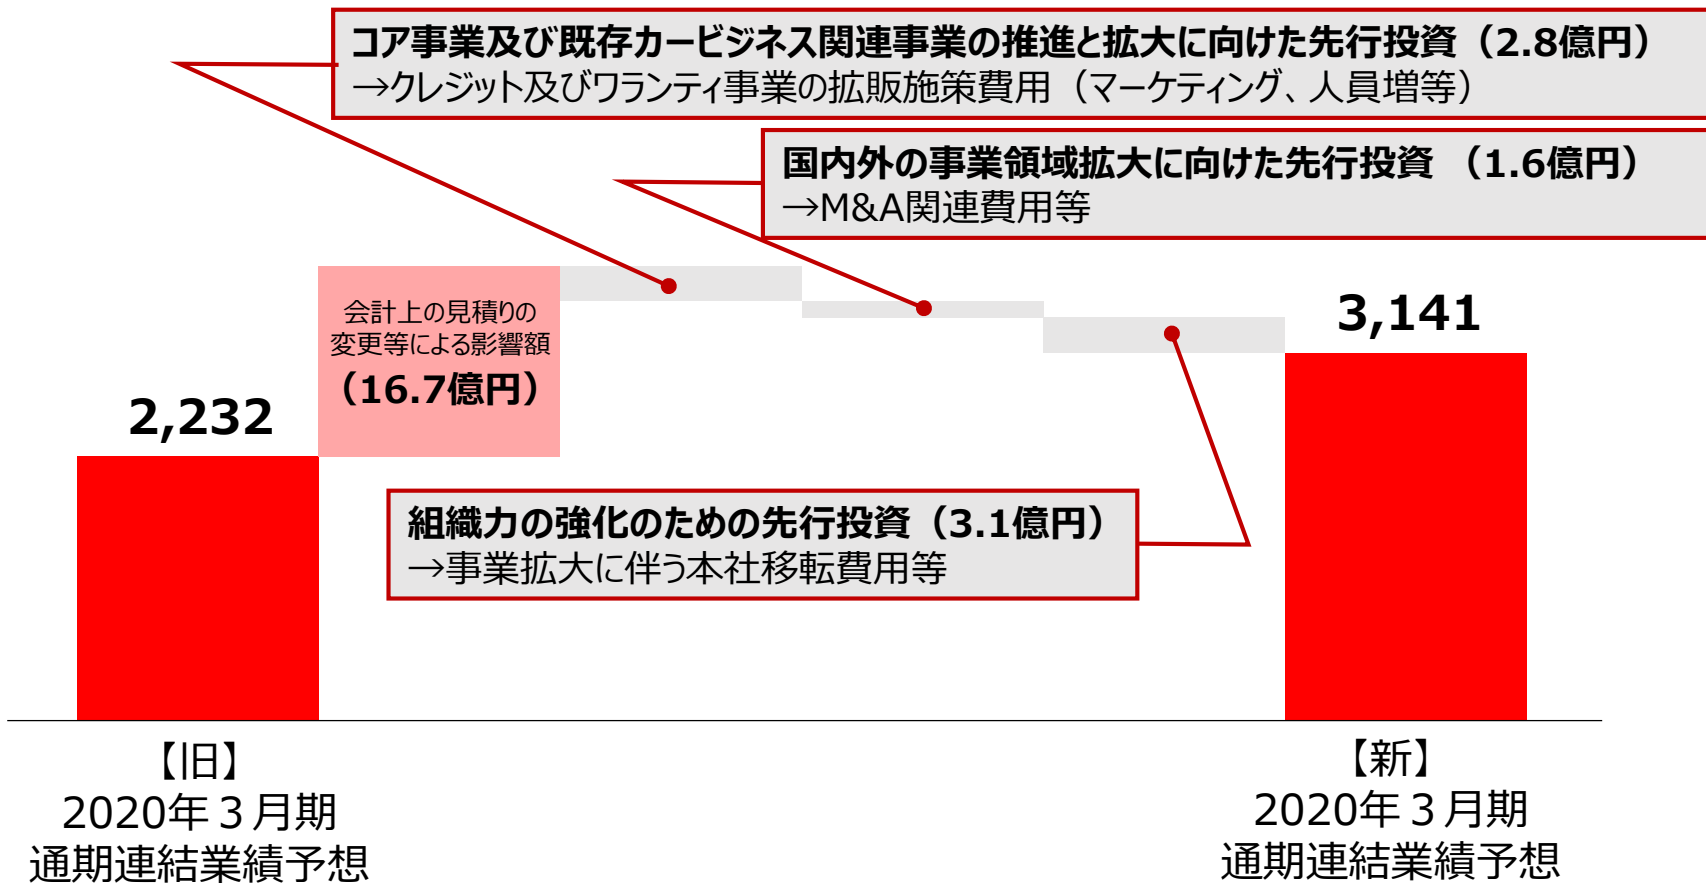 コア事業及び既存カービジネス関連事業の推進と拡大に向けた先行投資（2.8億円）
→クレジット及びワランティ事業の拡販施策費用（マーケティング、人員増等）
国内外の事業領域拡大に向けた先行投資 （1.6億円）
→M&A関連費用等
会計上の見積りの
変更等による影響額
（16.7億円）
3,141
2,232
組織力の強化のための先行投資（3.1億円）
→事業拡大に伴う本社移転費用等
【旧】
2020年３月期
通期連結業績予想
【新】
2020年３月期
通期連結業績予想